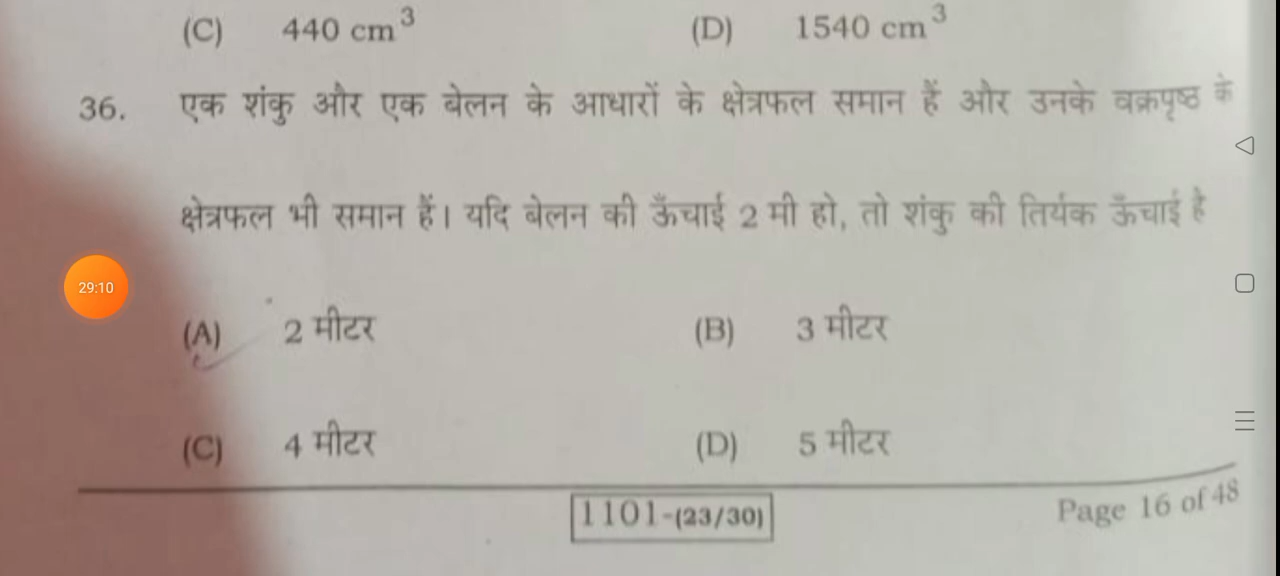 (C) 440 cm³ (D) 1540 cm³
36. एक शंकु और एक बेलन के आधारों के क्षेत्रफल समान हैं और उनके वक्रपृष्ठ के
क्षेत्रफल भी समान हैं। यदि बेलन की ऊँचाई 2 मी हो, तो शंकु की तिर्यक ऊँचाई है
29:10
(A) 2 मीटर (B) 3 मीटर
(C) 4 मीटर (D) 5 मीटर
1101-(23/30)
Page 16 of 48